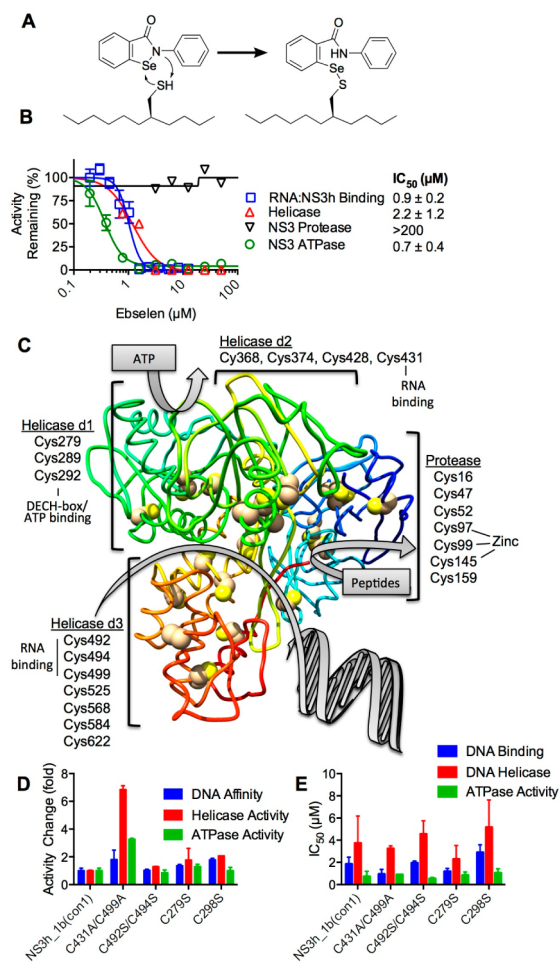 A
O
N
Se
SH
O
HN
Se
S
B
Activity
Remaining (%)
100
75
50
25
0
0.1
1
10
100
Ebselen (µM)
IC50 (µM)
RNA:NS3h Binding 0.9 ± 0.2
Helicase 2.2 ± 1.2
NS3 Protease >200
NS3 ATPase 0.7 ± 0.4
C
ATP
Helicase d2
Cy368, Cys374, Cys428, Cys431
RNA
binding
Helicase d1
Cys279
Cys289
Cys292
DECH-box/
ATP binding
Protease
Cys16
Cys47
Cys52
Cys97
Cys99
Cys145
Cys159
Zinc
Peptides
Helicase d3
RNA
binding
Cys492
Cys494
Cys499
Cys525
Cys568
Cys584
Cys622
D
Activity
Change (fold)
8
6
4
2
0
DNA Affinity
Helicase Activity
ATPase Activity
NS3h_1b(con1)
C431A/C499A
C492S/C494S
C279S
C298S
E
IC50 (µM)
8
6
4
2
0
DNA Binding
DNA Helicase
ATPase Activity
NS3h_1b(con1)
C431A/C499A
C492S/C494S
C279S
C298S